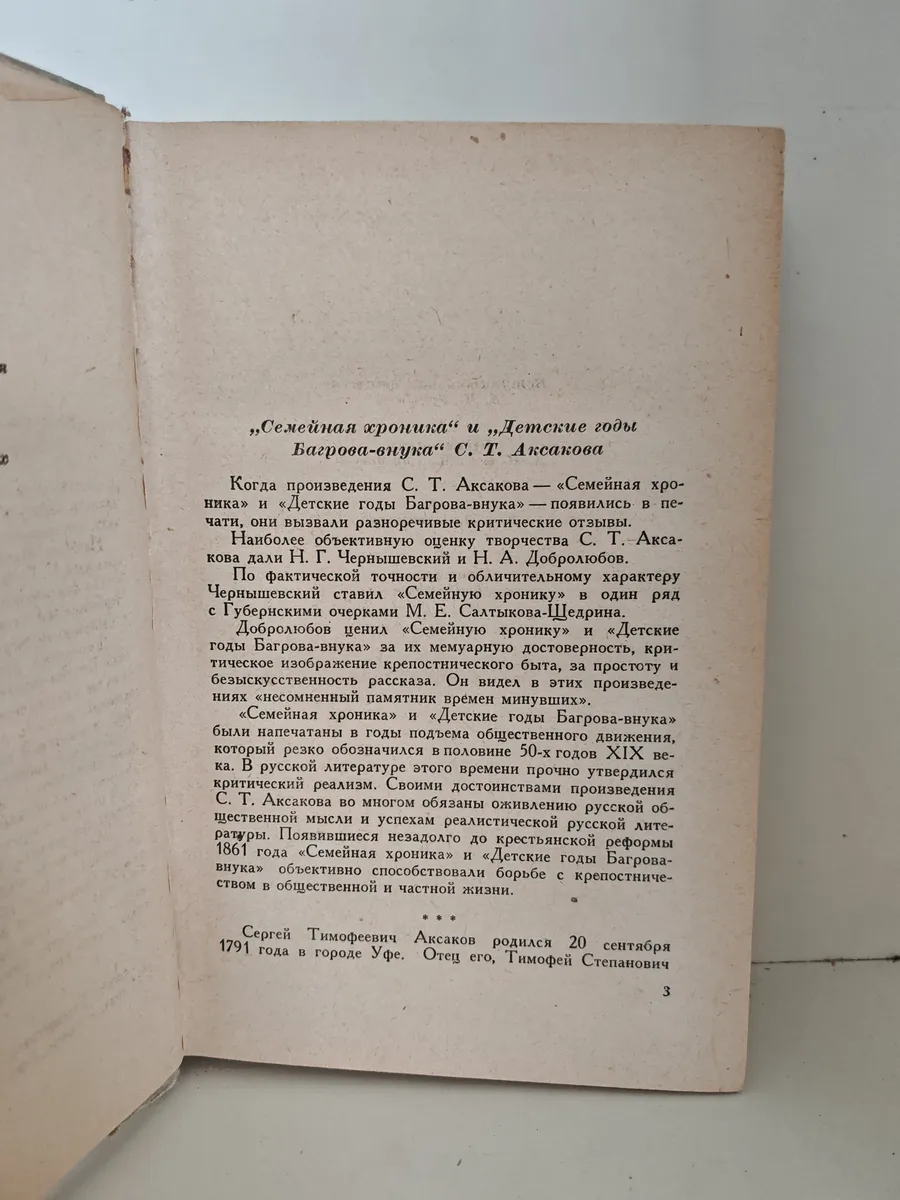 „Семейная хроника“ и „Детские годы
Багрова-внука“ С. Т. Аксакова
Когда произведения С. Т. Аксакова — «Семейная хро-
ника» и «Детские годы Багрова-внука» — появились в пе-
чати, они вызвали разноречивые критические отзывы.
Наиболее объективную оценку творчества С. Т. Акса-
кова дали Н. Г. Чернышевский и Н. А. Добролюбов.
По фактической точности и обличительному характеру
Чернышевский ставил «Семейную хронику» в один ряд
с Губернскими очерками М. Е. Салтыкова-Щедрина.
Добролюбов ценил «Семейную хронику» и «Детские
годы Багрова-внука» за их мемуарную достоверность, кри-
тическое изображение крепостнического быта, за простоту и
безыскусственность рассказа. Он видел в этих произведе-
ниях «несомненный памятник времен минувших».
«Семейная хроника» и «Детские годы Багрова-внука»
были напечатаны в годы подъема общественного движения,
который резко обозначился в половине 50-х годов XIX ве-
ка. В русской литературе этого времени прочно утвердился
критический реализм. Своими достоинствами произведения
С. Т. Аксакова во многом обязаны оживлению русской об-
щественной мысли и успехам реалистической русской лите-
ратуры. Появившиеся незадолго до крестьянской реформы
1861 года «Семейная хроника» и «Детские годы Багрова-
внука» объективно способствовали борьбе с крепостниче-
ством в общественной и частной жизни.
* * *
Сергей Тимофеевич Аксаков родился 20 сентября
1791 года в городе Уфе. Отец его, Тимофей Степанович
3